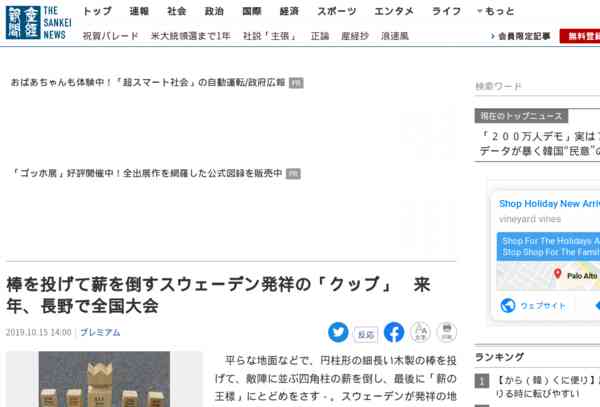 産経新聞
THE SANKEI NEWS
トップ 速報 社会 政治 国際 経済 スポーツ エンタメ ライフ もっと
祝賀パレード 米大統領選まで1年 社説「主張」 正論 産経抄 浪速風
会員限定記事
無料登録
おばあちゃんも体験中！「超スマート社会」の自動運転/政府広報 PR
検索ワード
現在のトップニュース
「２００万人デモ」実は
データが暴く韓国“民意”の
「ゴッホ展」好評開催中！全出展作を網羅した公式図録を販売中 PR
Shop Holiday New Arri
vineyard vines
Shop For The Holidays A
Stop Shop For The Famil
Palo Alto
ウェブサイト
棒を投げて薪を倒すスウェーデン発祥の「クッブ」　来
年、長野で全国大会
2019.10.15 14:00 プレミアム
反応
文字
印刷
ランキング
平らな地面などで、円柱形の細長い木製の棒を投
げて、敵陣に並ぶ四角柱の薪を倒し、最後に「薪の
王様」にとどめをさす－。スウェーデンが発祥の地
1 【から（韓）くに便り】
りる時に転びやすい